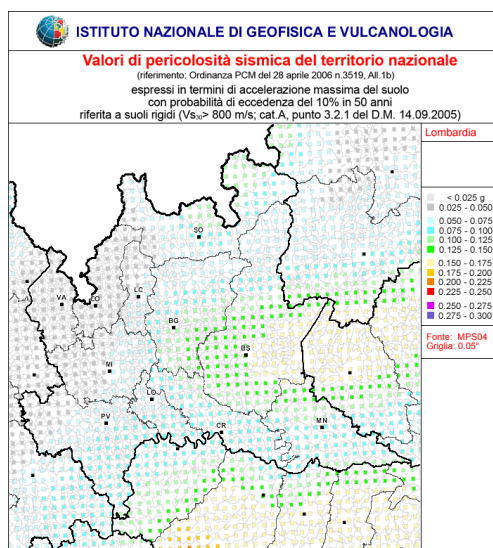 ISTITUTO NAZIONALE DI GEOFISICA E VULCANOLOGIA
Valori di pericolosità sismica del territorio nazionale
(riferimento: Ordinanza PCM del 28 aprile 2006 n.3519, All.1b)
espressi in termini di accelerazione massima del suolo
con probabilità di eccedenza del 10% in 50 anni
riferita a suoli rigidi (Vs30> 800 m/s; cat.A, punto 3.2.1 del D.M. 14.09.2005)
Lombardia
< 0.025 g
0.025 - 0.050
0.050 - 0.075
0.075 - 0.100
0.100 - 0.125
0.125 - 0.150
0.150 - 0.175
0.175 - 0.200
0.200 - 0.225
0.225 - 0.250
0.250 - 0.275
0.275 - 0.300
Fonte: MPS04
Griglia: 0.05°
SO
LC
VA
CO
BG
BS
MI
LO
PV
CR
MN